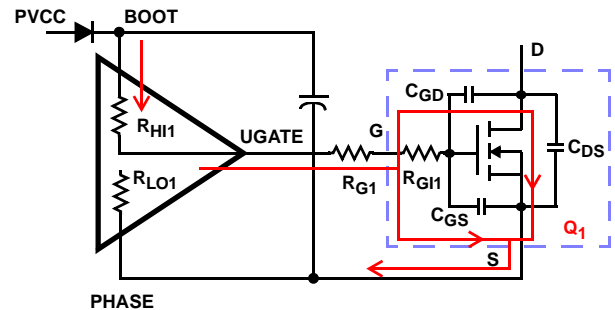 PVCC
BOOT
D
CGD
RHI1
UGATE
G
CDS
RLO1
RG1
RGI1
CGS
Q1
S
PHASE